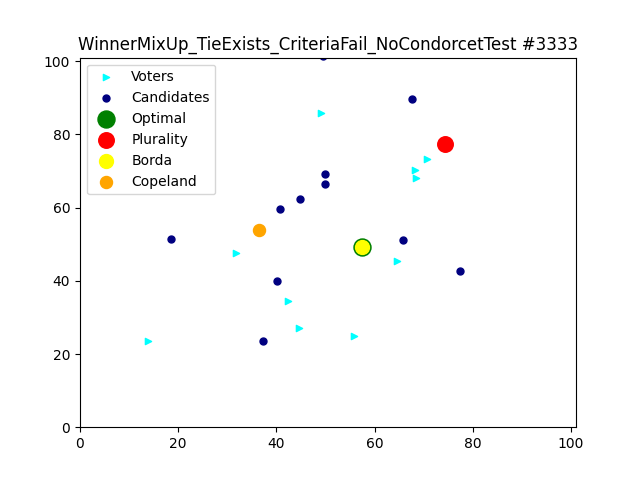 WinnerMixUp_TieExists_CriteriaFail_NoCondorcetTest #3333
Voters
Candidates
Optimal
Plurality
Borda
Copeland
100
80
60
40
20
0
0 20 40 60 80 100